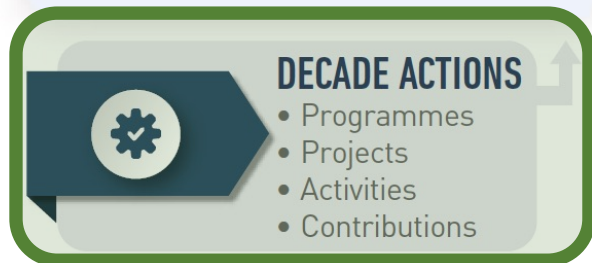 DECADE ACTIONS
• Programmes
• Projects
• Activities
• Contributions